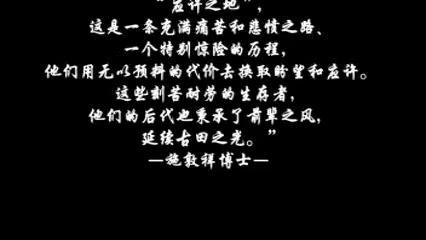 “应许之地”，
这是一条充满痛苦和悲愤之路、
一个特别惊险的历程，
他们用无以预料的代价去换取盼望和应许。
这些刻苦耐劳的生存者，
他们的后代也秉承了前辈之风，
延续古田之光。”
—施敦祥博士—